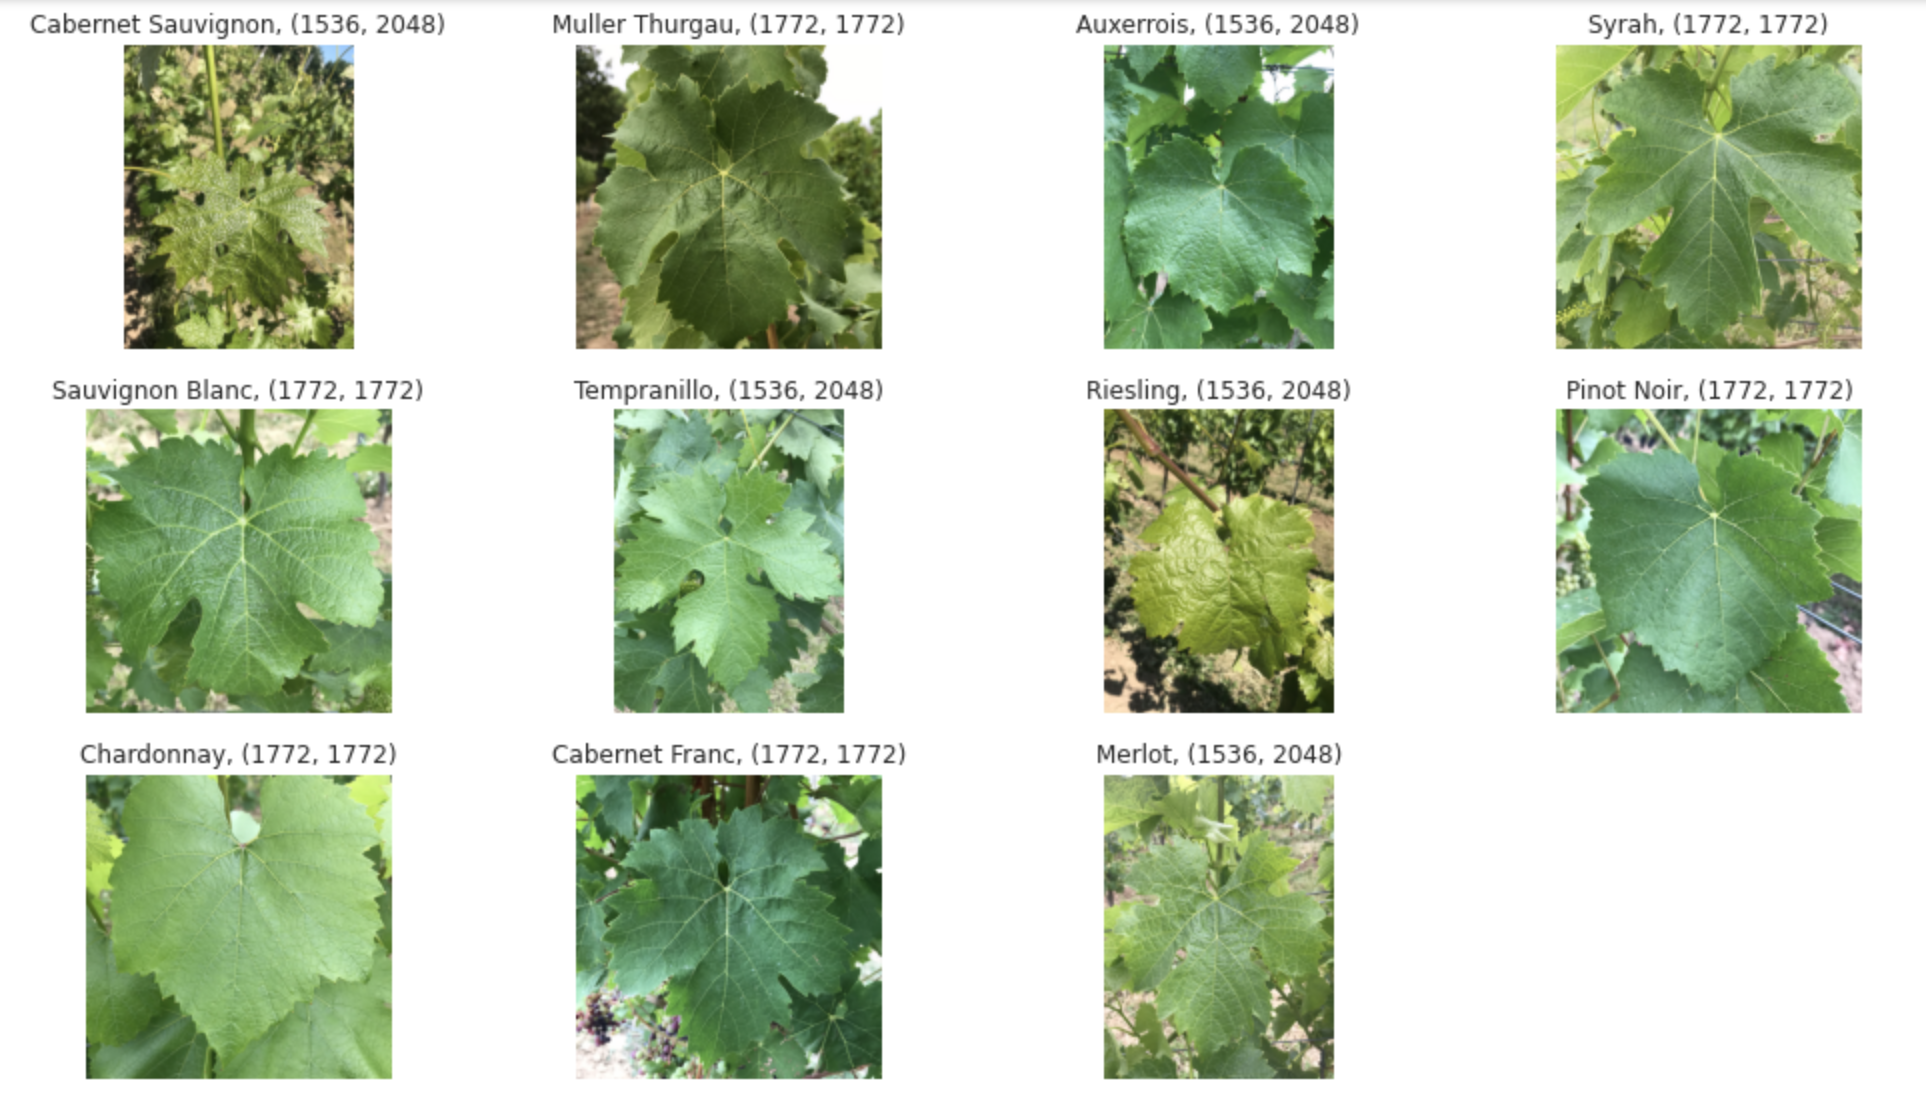 Cabernet Sauvignon, (1536, 2048)
Muller Thurgau, (1772, 1772)
Auxerrois, (1536, 2048)
Syrah, (1772, 1772)
Sauvignon Blanc, (1772, 1772)
Tempranillo, (1536, 2048)
Riesling, (1536, 2048)
Pinot Noir, (1772, 1772)
Chardonnay, (1772, 1772)
Cabernet Franc, (1772, 1772)
Merlot, (1536, 2048)